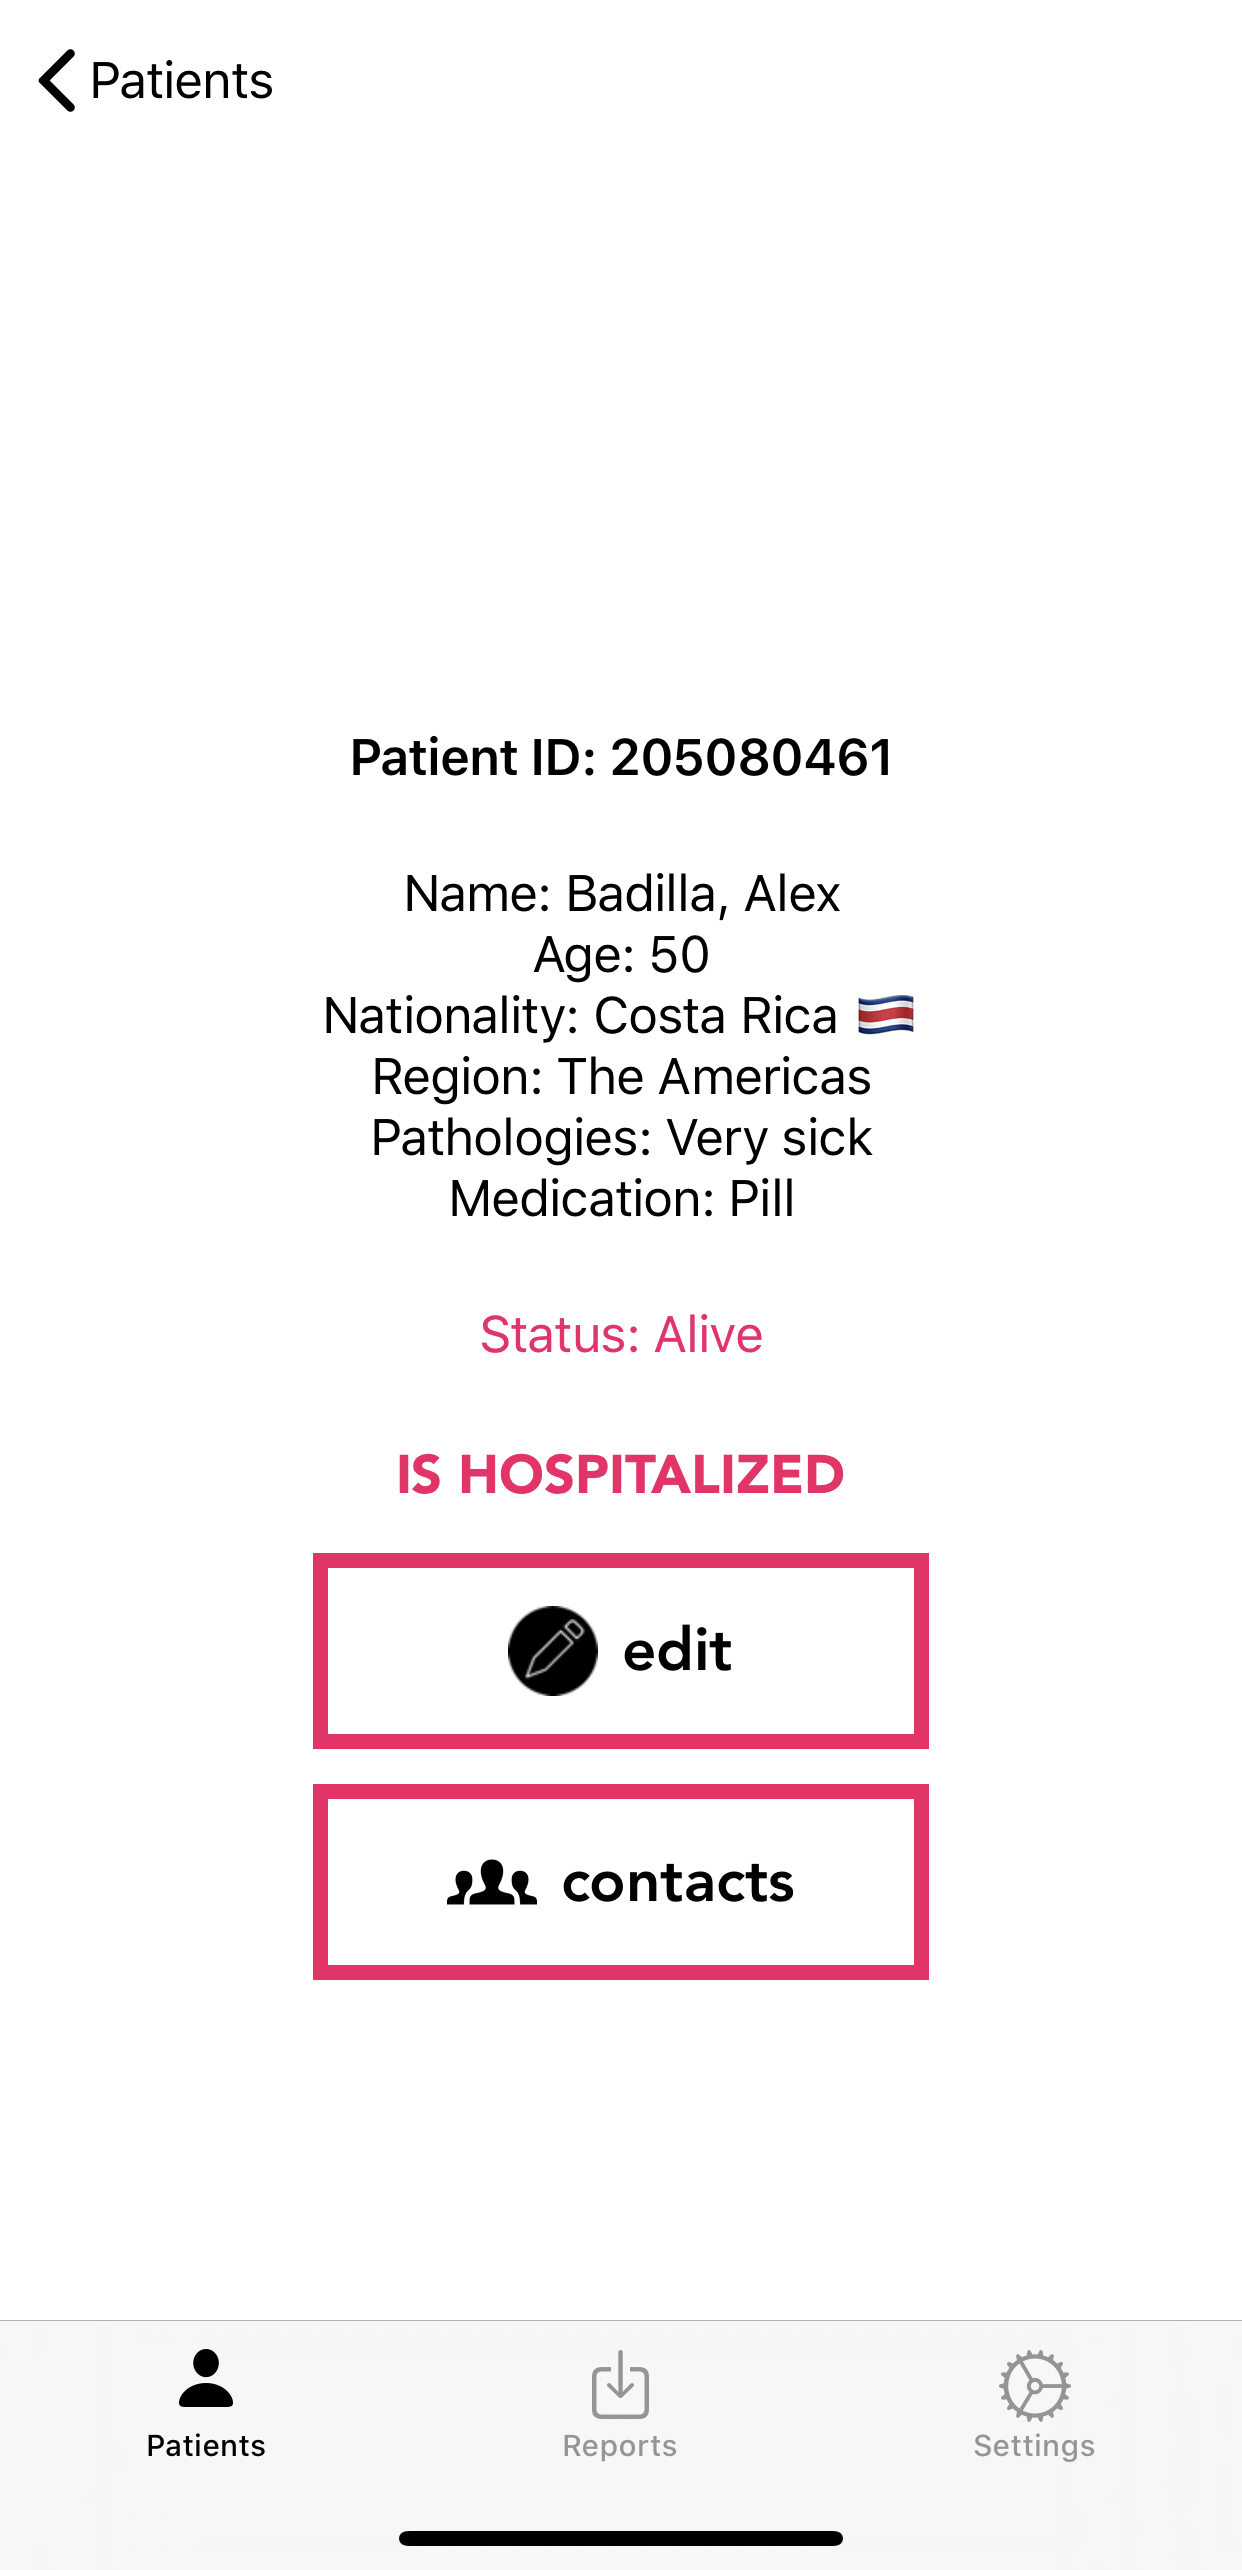 Patients
Patient ID: 205080461
Name: Badilla, Alex
Age: 50
Nationality: Costa Rica 🇨🇷
Region: The Americas
Pathologies: Very sick
Medication: Pill
Status: Alive
IS HOSPITALIZED
edit
contacts
Patients
Reports
Settings